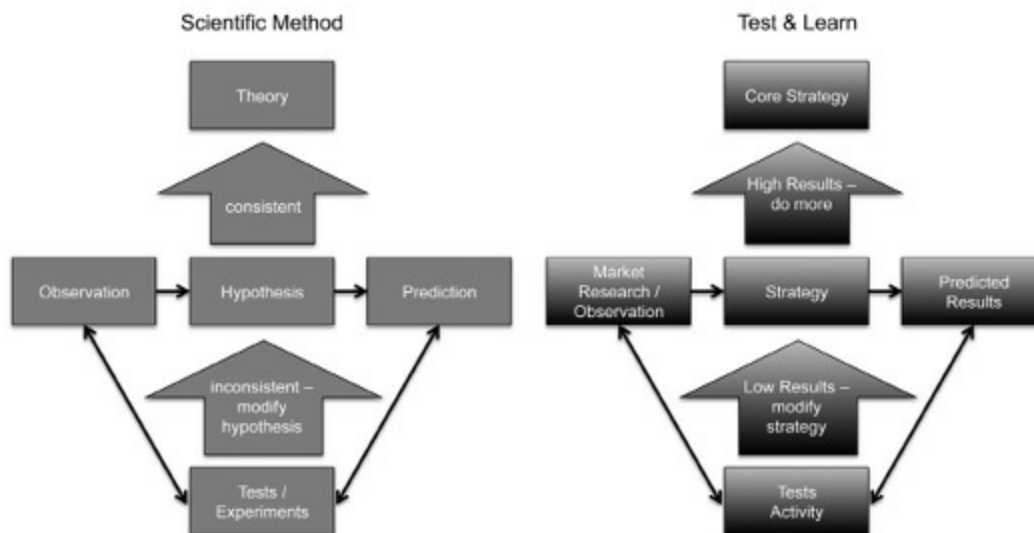 Scientific Method
Theory
consistent
Observation
Hypothesis
Prediction
inconsistent –
modify
hypothesis
Tests /
Experiments
Test & Learn
Core Strategy
High Results –
do more
Market
Research /
Observation
Strategy
Predicted
Results
Low Results –
modify
strategy
Tests
Activity